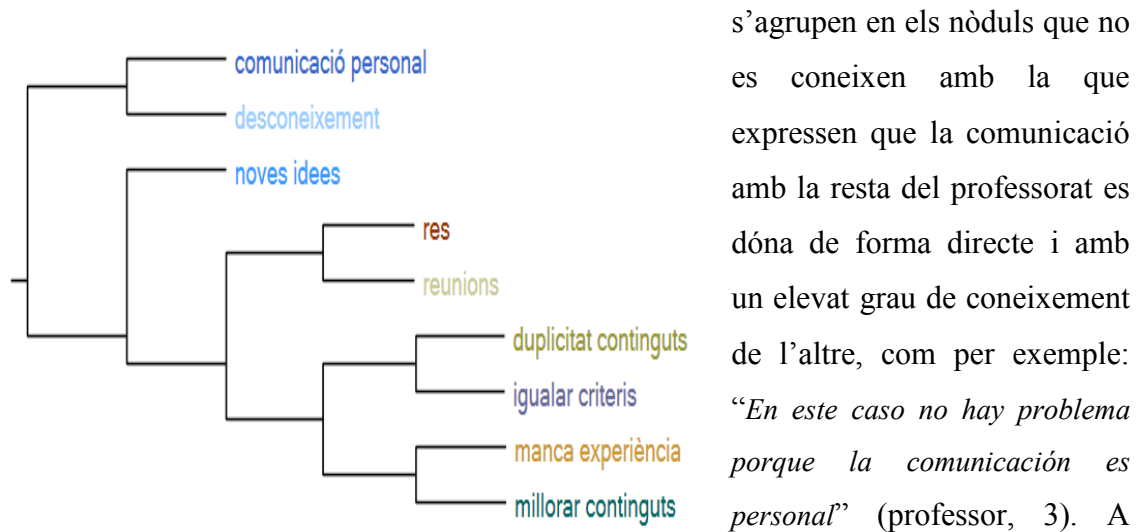 comunicació personal
desconeixement
noves idees
res
reunions
duplicitat continguts
igualar criteris
manca experiència
millorar continguts
s’agrupen en els nòduls que no
es coneixen amb la que
expressen que la comunicació
amb la resta del professorat es
dóna de forma directe i amb
un elevat grau de coneixement
de l’altre, com per exemple:
“En este caso no hay problema
porque la comunicación es
personal” (professor, 3). A